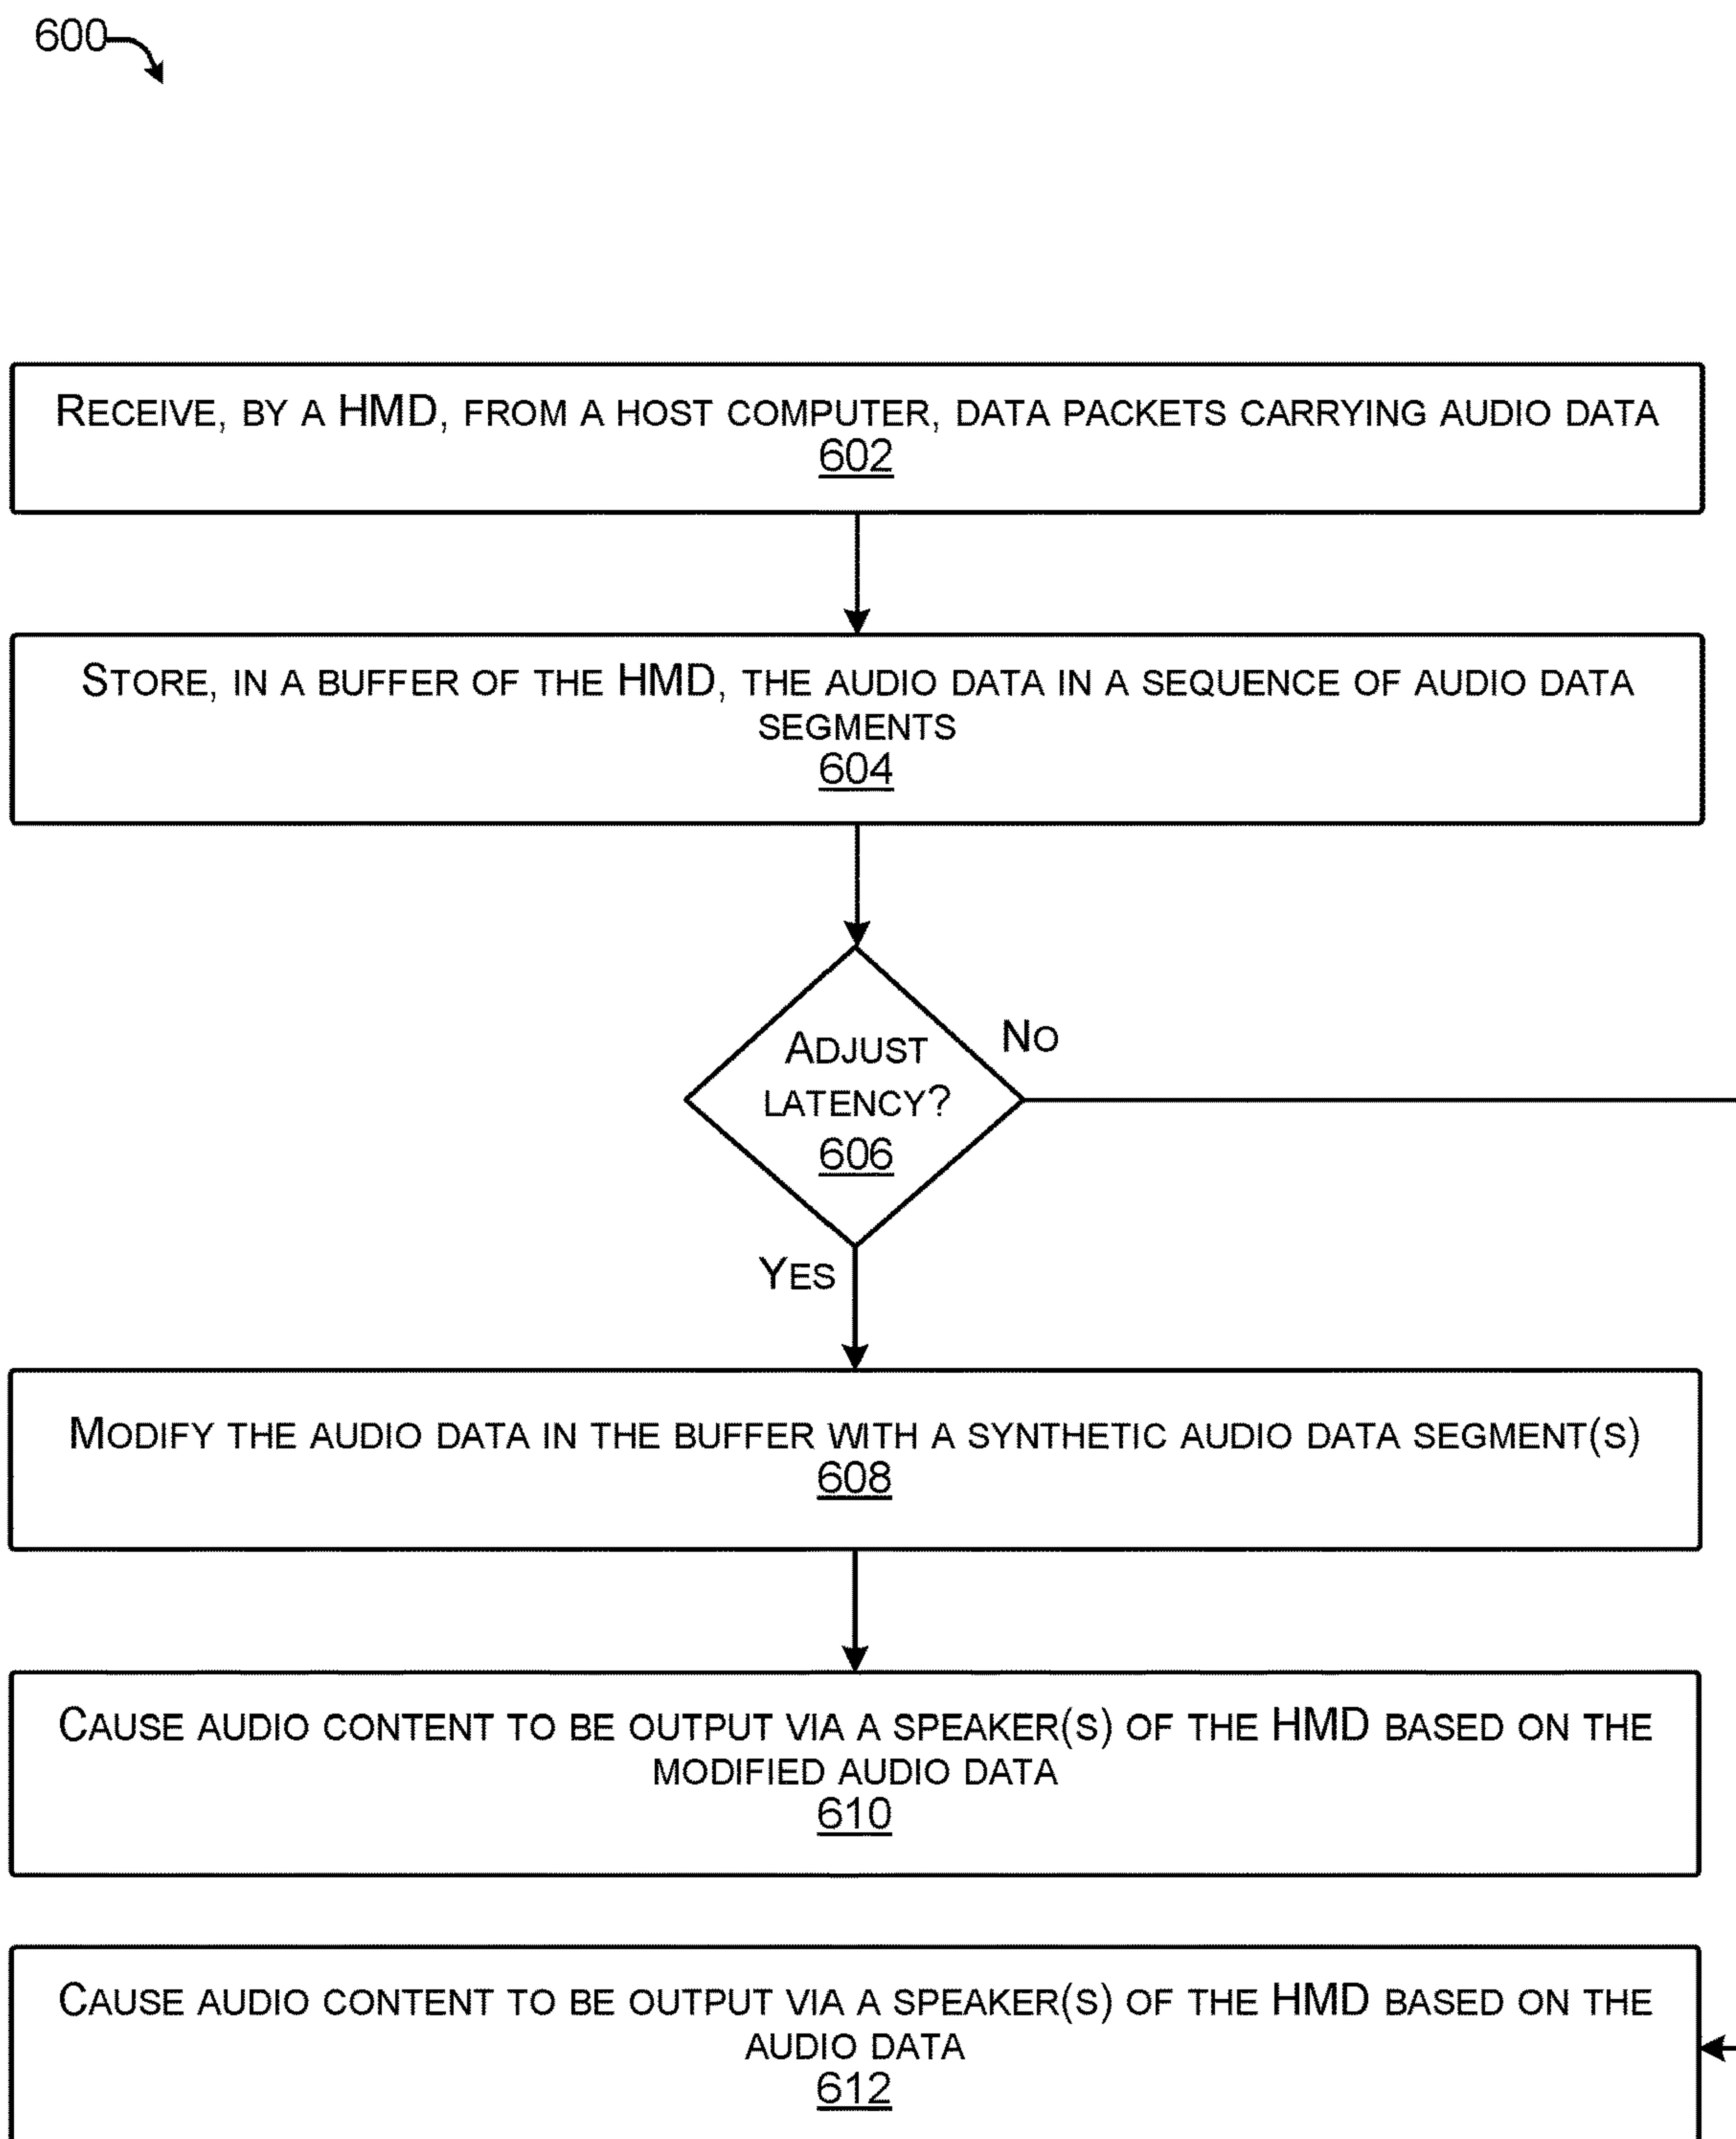 600
RECEIVE, BY A HMD, FROM A HOST COMPUTER, DATA PACKETS CARRYING AUDIO DATA
602
STORE, IN A BUFFER OF THE HMD, THE AUDIO DATA IN A SEQUENCE OF AUDIO DATA
SEGMENTS
604
ADJUST
LATENCY?
606
NO
YES
MODIFY THE AUDIO DATA IN THE BUFFER WITH A SYNTHETIC AUDIO DATA SEGMENT(S)
608
CAUSE AUDIO CONTENT TO BE OUTPUT VIA A SPEAKER(S) OF THE HMD BASED ON THE
MODIFIED AUDIO DATA
610
CAUSE AUDIO CONTENT TO BE OUTPUT VIA A SPEAKER(S) OF THE HMD BASED ON THE
AUDIO DATA
612